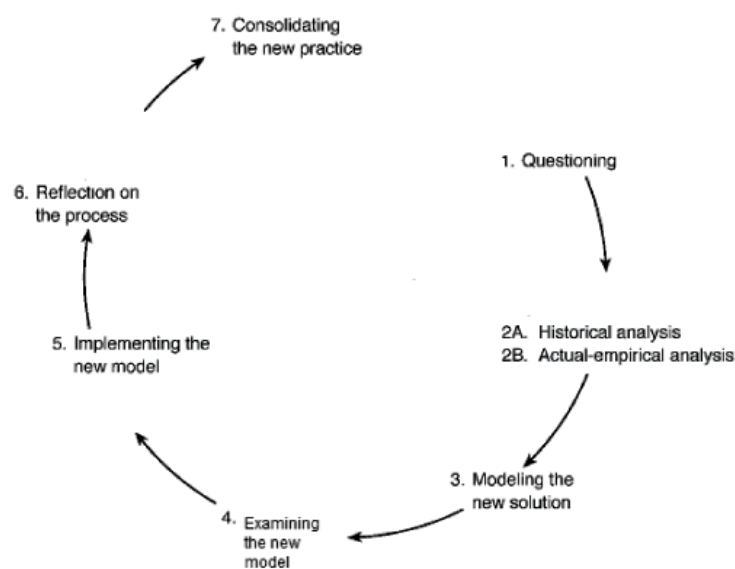 7. Consolidating
the new practice
1. Questioning
6. Reflection on
the process
2A. Historical analysis
2B. Actual-empirical analysis
5. Implementing the
new model
3. Modeling the
new solution
4. Examining
the new
model